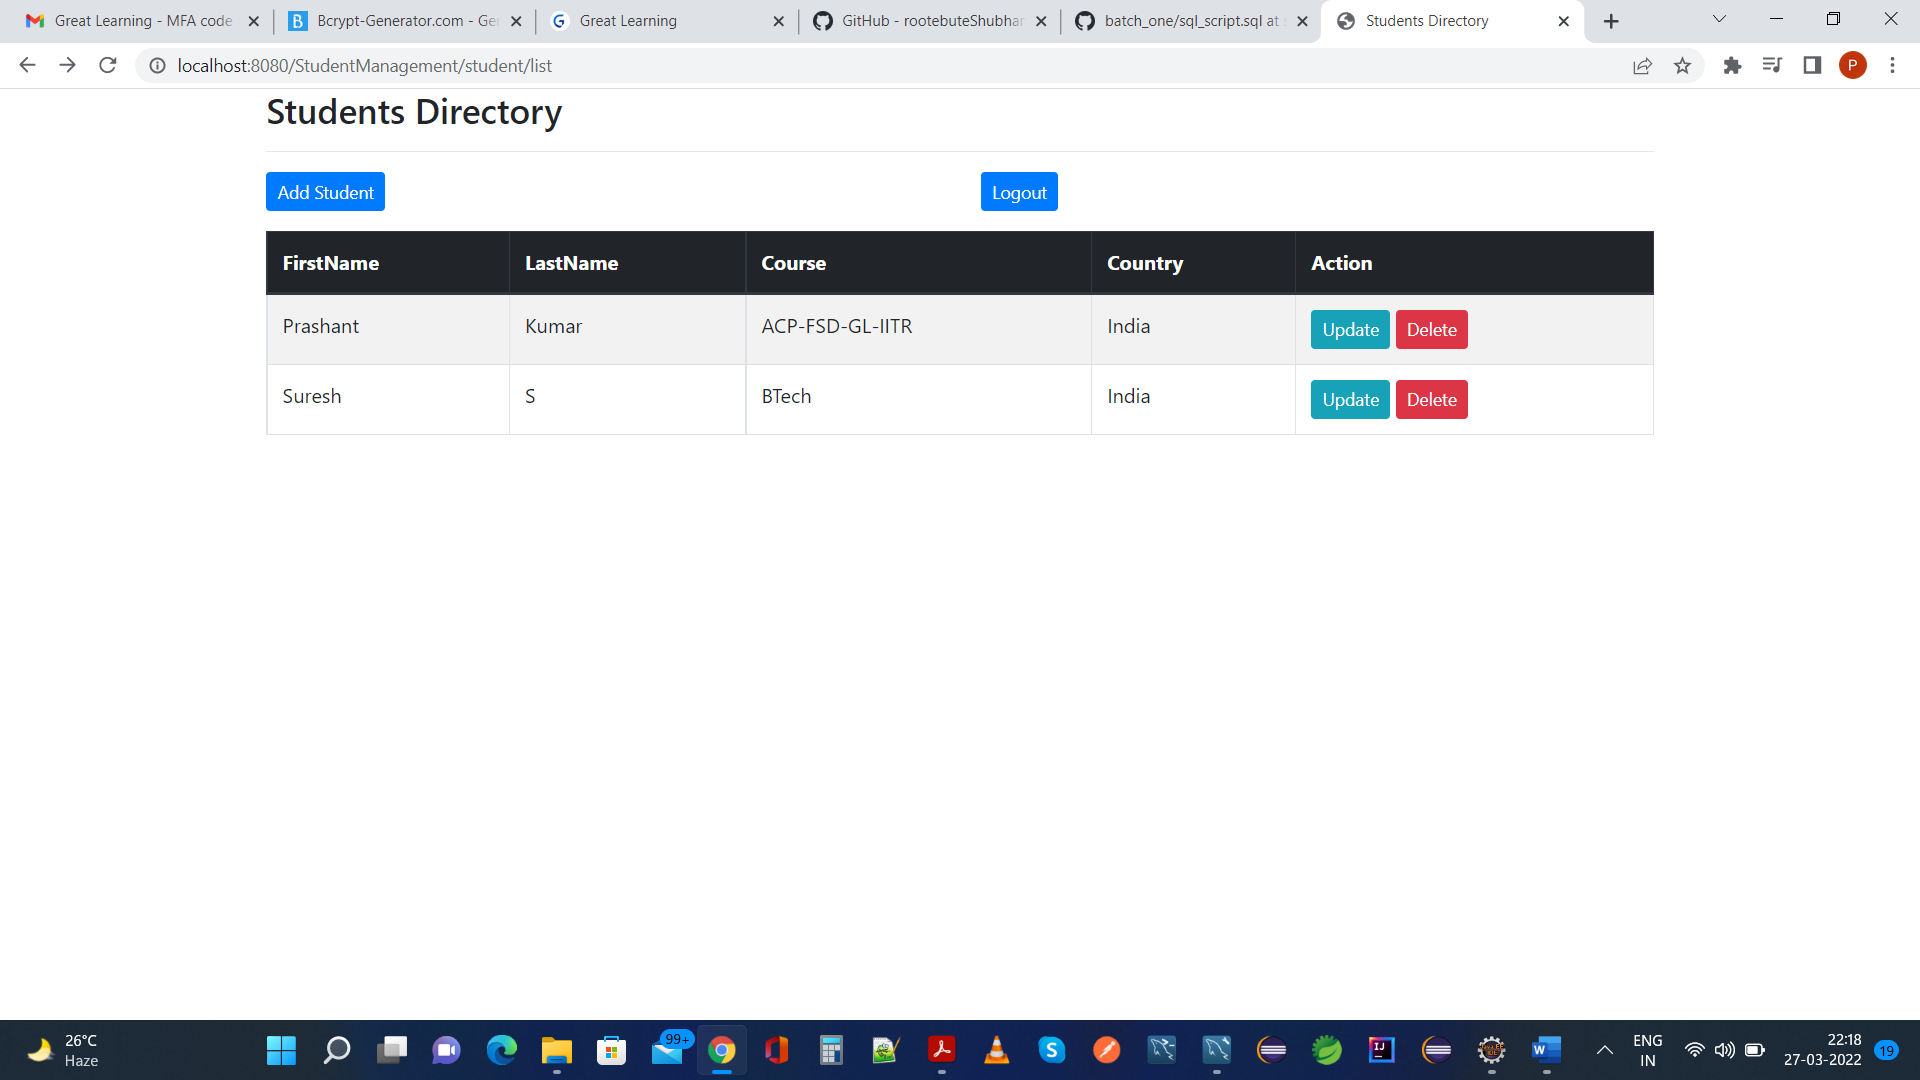 Great Learning - MFA code
Bcrypt-Generator.com - Ge
Great Learning
GitHub - rootebuteShubha
batch_one/sql_script.sql at
Students Directory
localhost:8080/StudentManagement/student/list
P
Students Directory
Add Student
Logout
FirstName LastName Course Country Action
Prashant Kumar ACP-FSD-GL-IITR India Update Delete
Suresh S BTech India Update Delete
26°C
Haze
99+
ENG
IN
22:18
27-03-2022
19